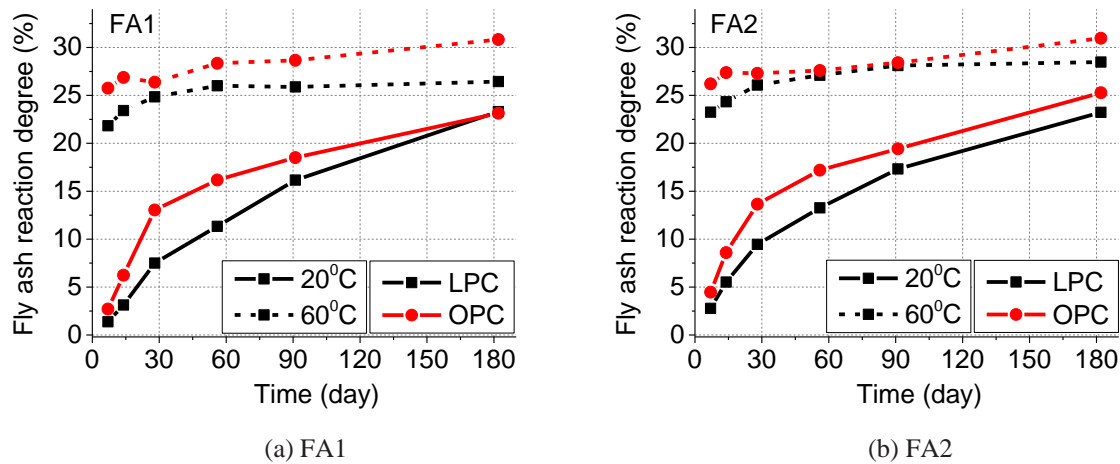 FA1
Fly ash reaction degree (%)
30
25
20
15
10
5
0
20⁰C
60⁰C
LPC
OPC
0 30 60 90 120 150 180
Time (day)
(a) FA1
FA2
Fly ash reaction degree (%)
30
25
20
15
10
5
0
20⁰C
60⁰C
LPC
OPC
0 30 60 90 120 150 180
Time (day)
(b) FA2